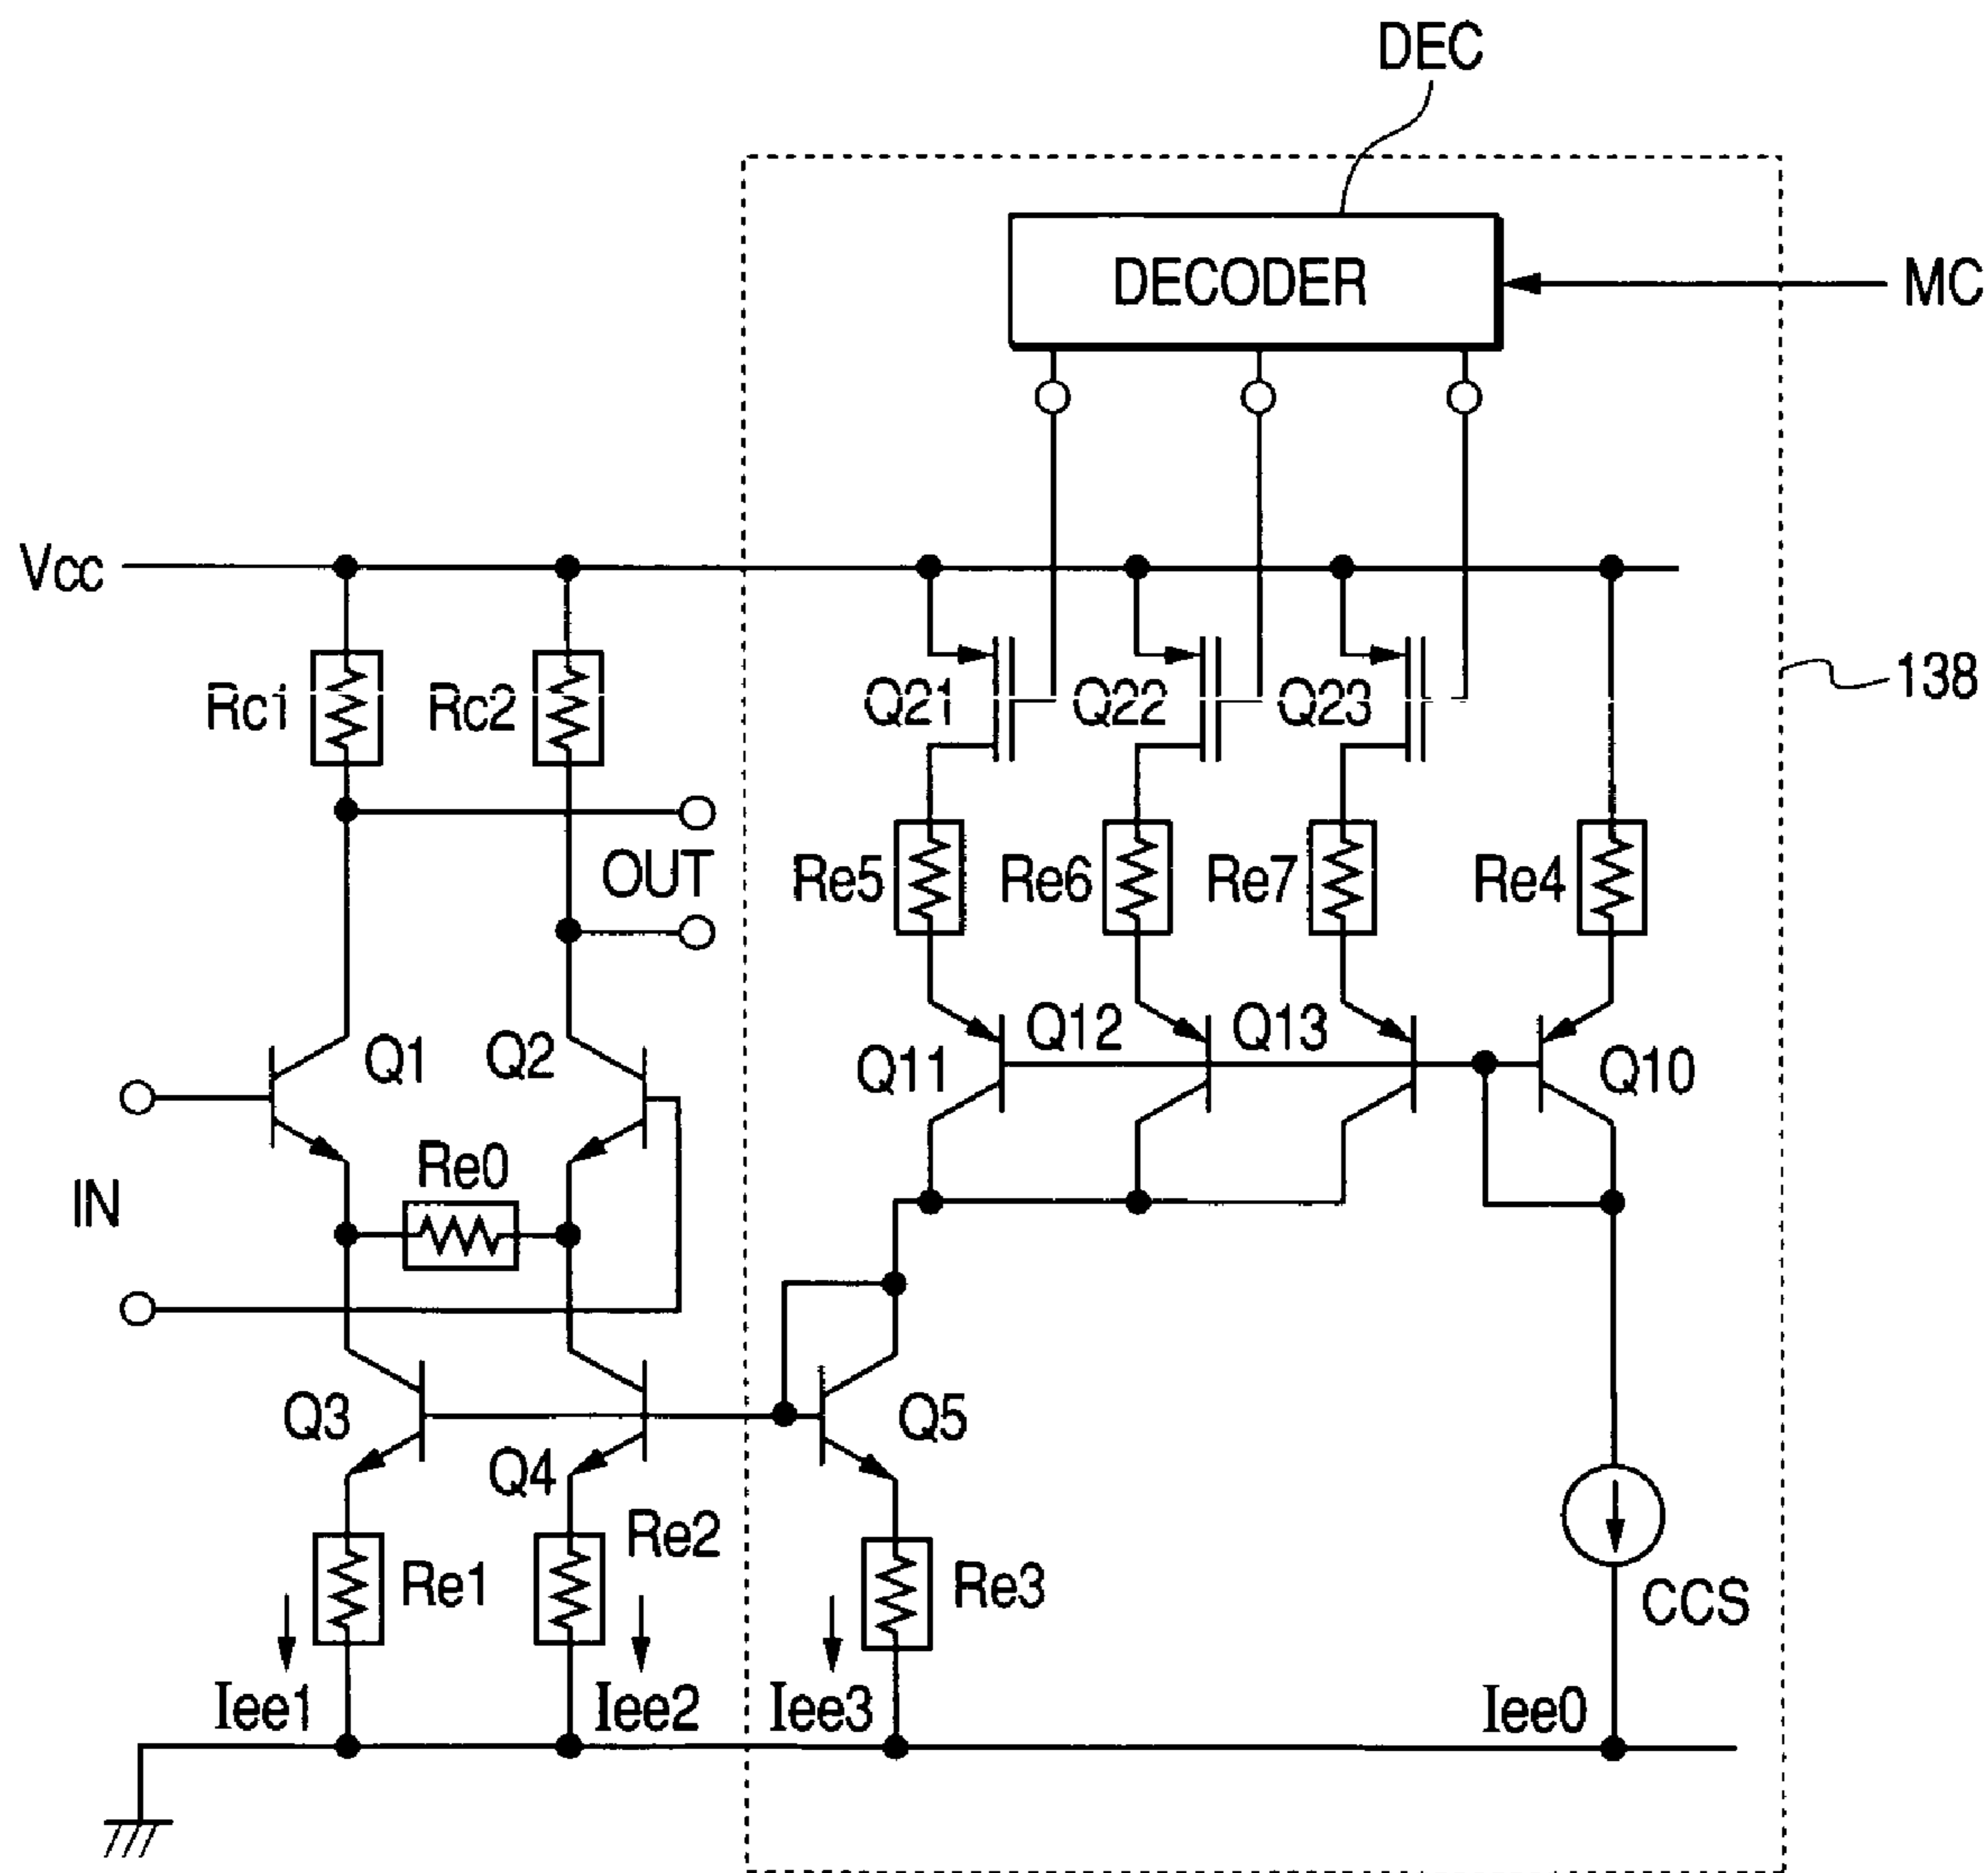 DEC
DECODER
MC
Vcc
138
Rc1
Rc2
Q21
Q22
Q23
OUT
Re5
Re6
Re7
Re4
Q1
Q2
Q11
Q12
Q13
Q10
IN
Re0
Q3
Q4
Q5
Re1
Re2
Re3
CCS
Iee1
Iee2
Iee3
Iee0